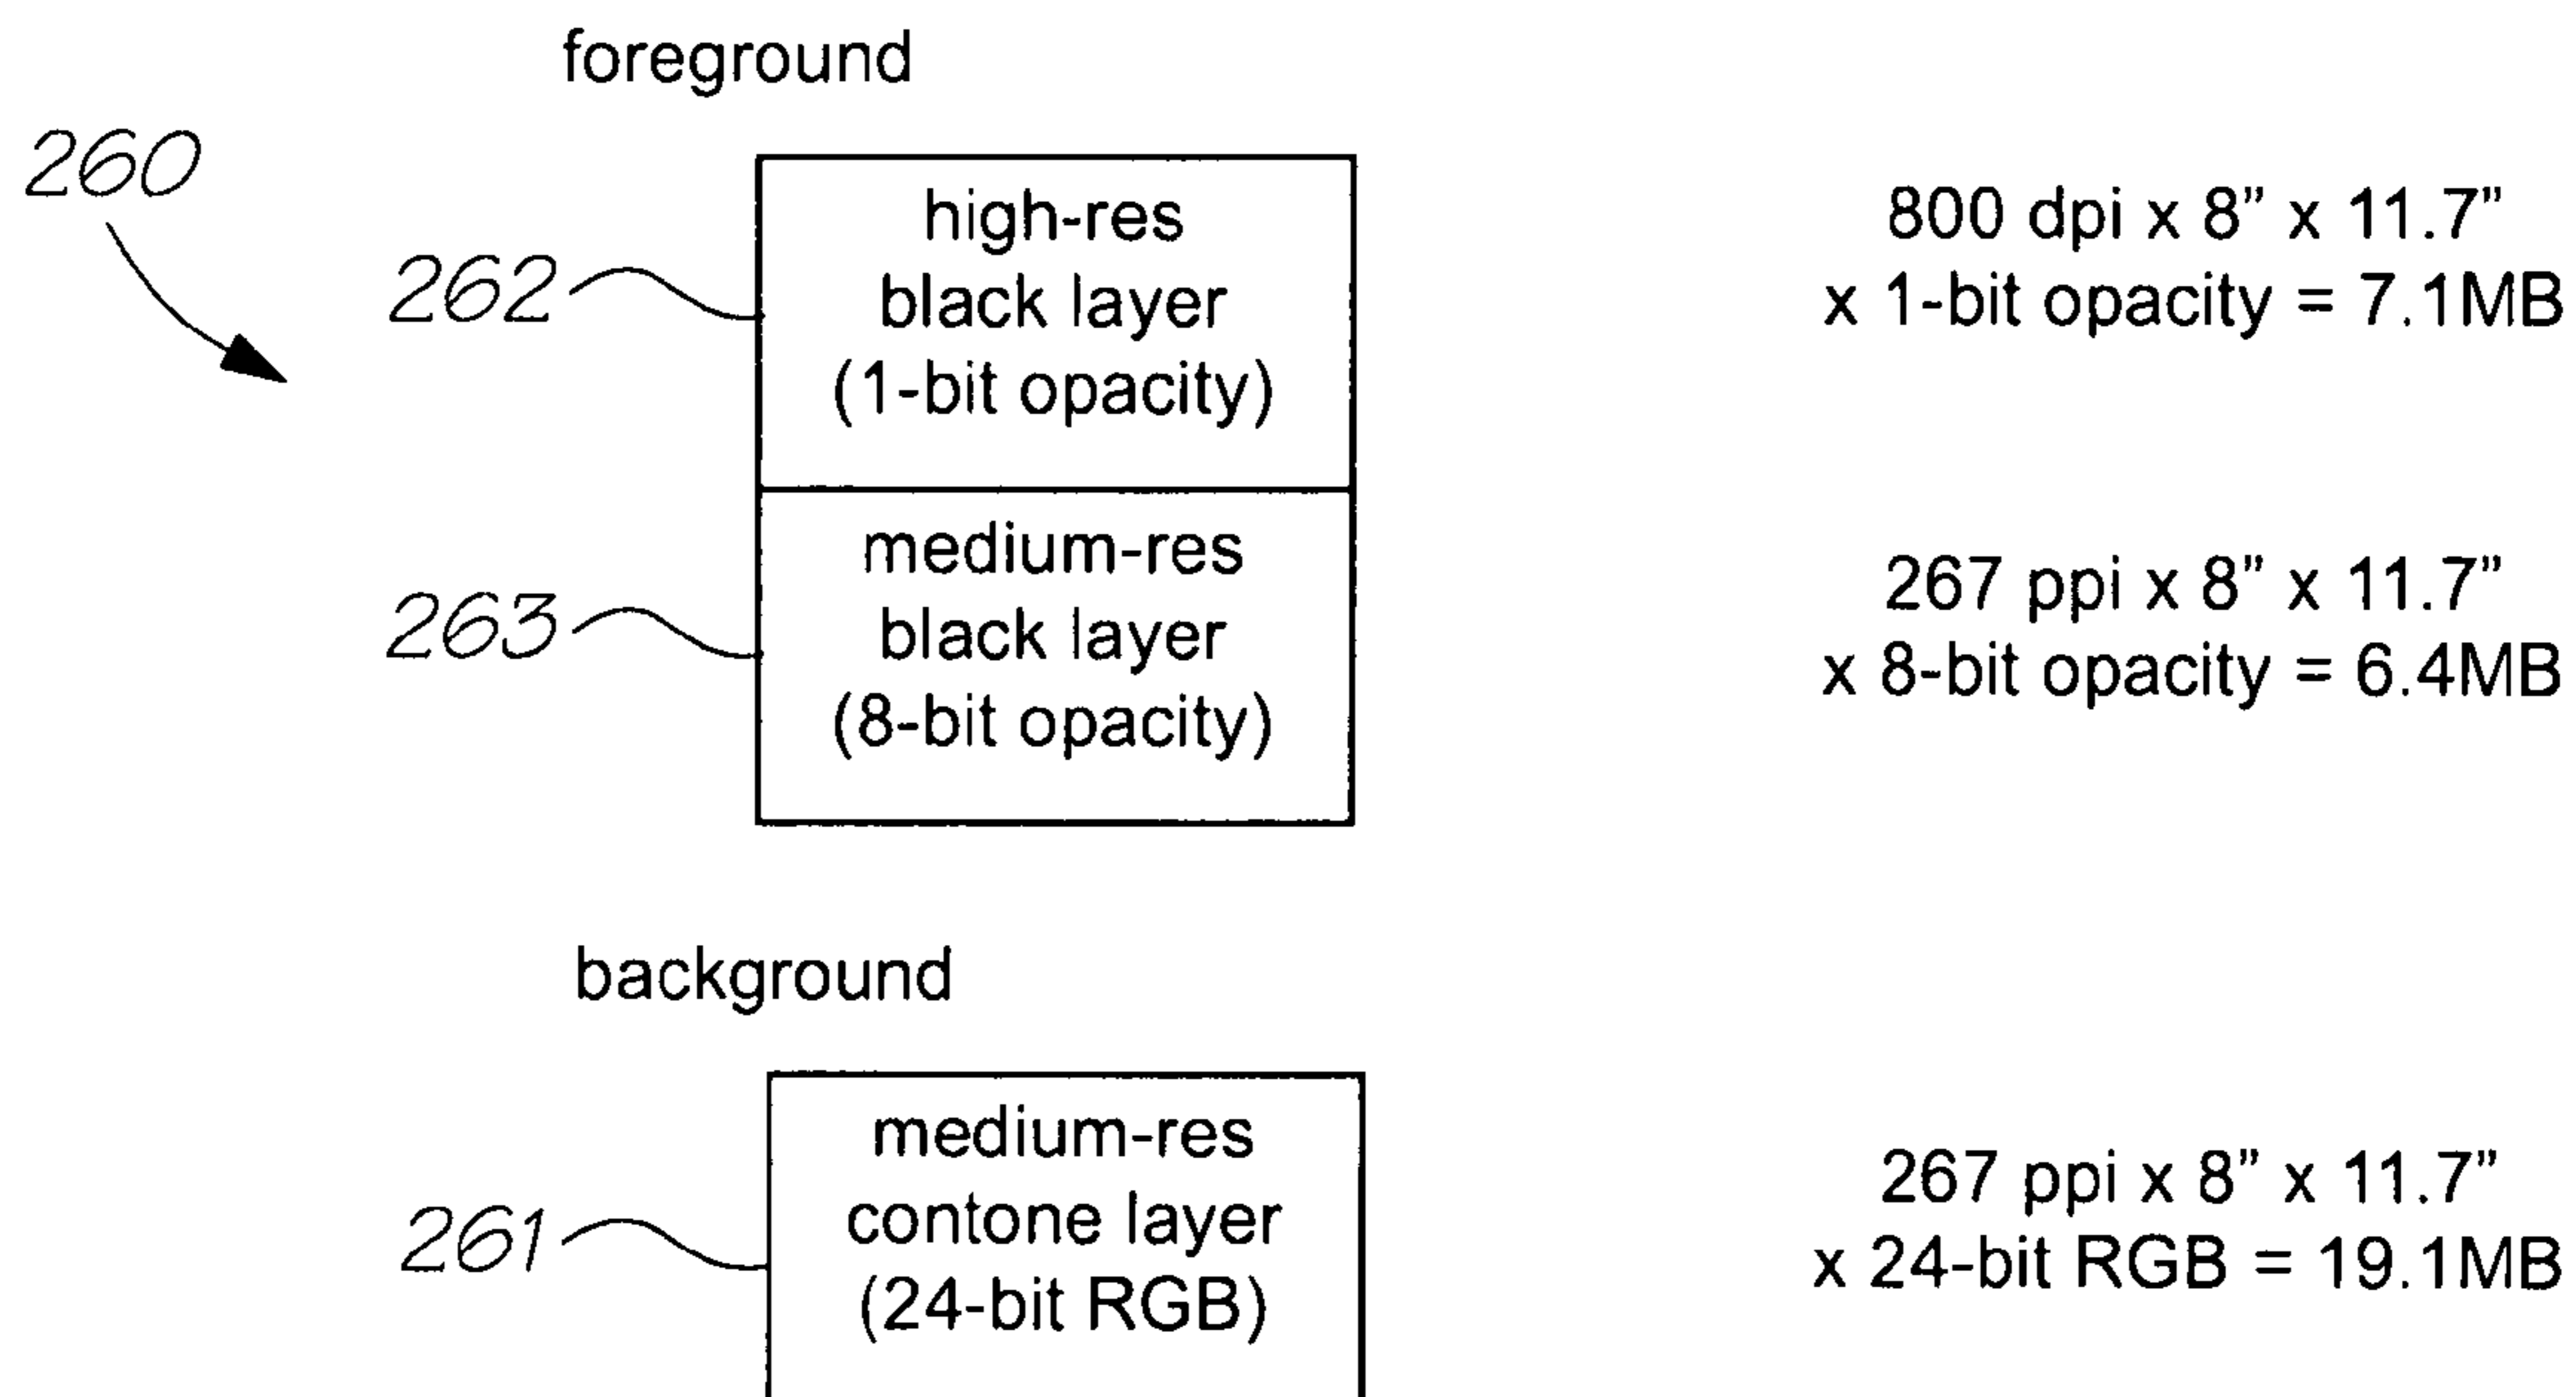 foreground
260
262
high-res
black layer
(1-bit opacity)
800 dpi x 8” x 11.7”
x 1-bit opacity = 7.1MB
263
medium-res
black layer
(8-bit opacity)
267 ppi x 8” x 11.7”
x 8-bit opacity = 6.4MB
background
261
medium-res
contone layer
(24-bit RGB)
267 ppi x 8” x 11.7”
x 24-bit RGB = 19.1MB